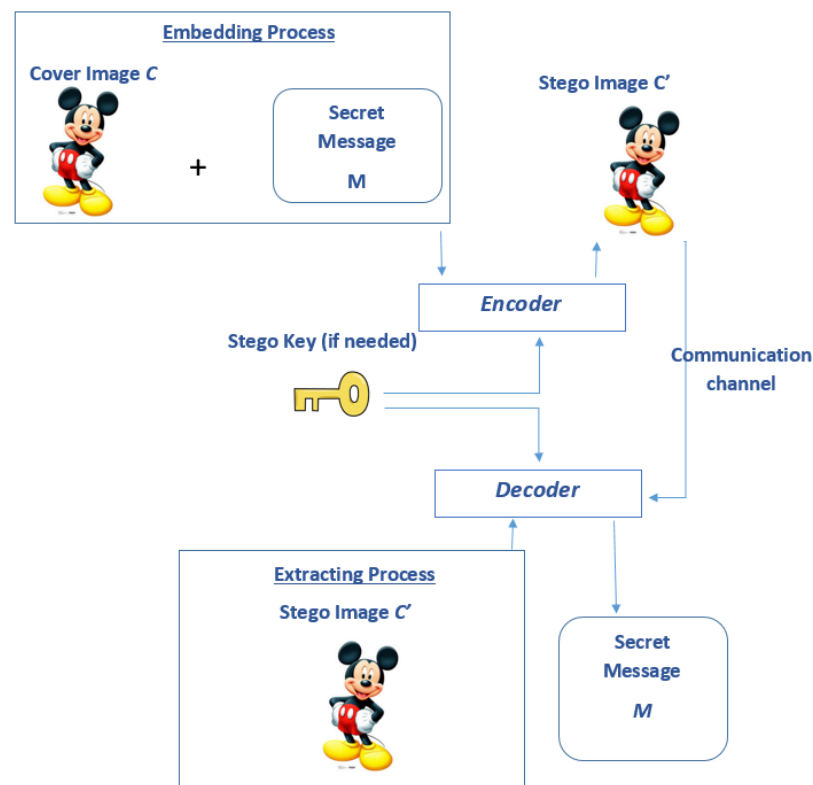 Embedding Process
Cover Image C
Stego Image C’
Secret
Message
M
+
Encoder
Stego Key (if needed)
Communication
channel
Decoder
Extracting Process
Stego Image C’
Secret
Message
M